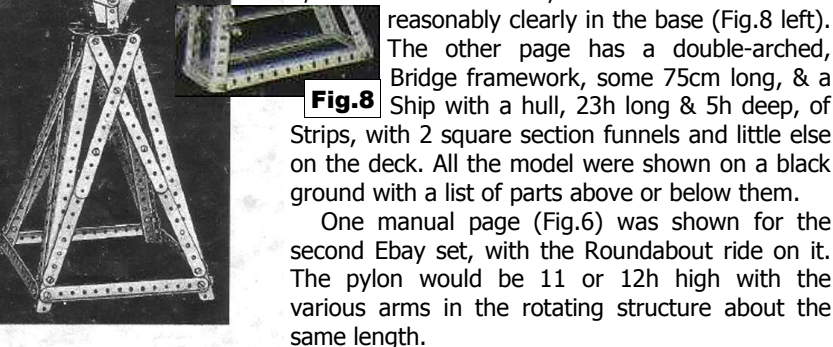 reasonably clearly in the base (Fig.8 left).
The other page has a double-arched,
Bridge framework, some 75cm long, & a
Fig.8
Ship with a hull, 23h long & 5h deep, of
Strips, with 2 square section funnels and little else
on the deck. All the model were shown on a black
ground with a list of parts above or below them.
One manual page (Fig.6) was shown for the
second Ebay set, with the Roundabout ride on it.
The pylon would be 11 or 12h high with the
various arms in the rotating structure about the
same length.